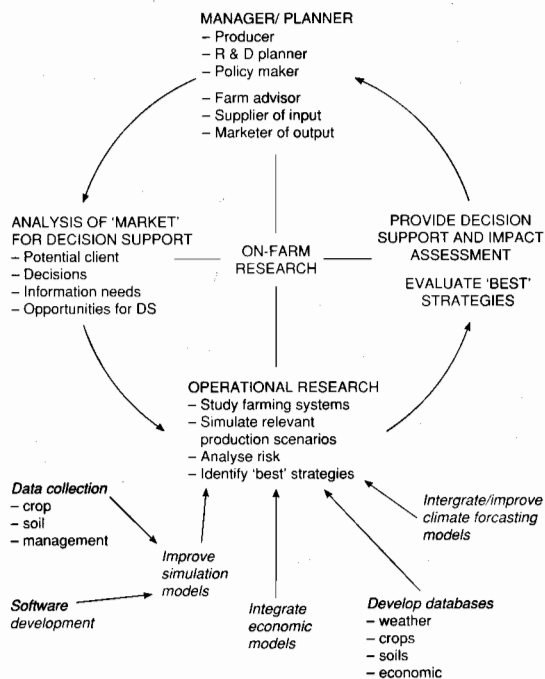 MANAGER/ PLANNER
– Producer
– R & D planner
– Policy maker
– Farm advisor
– Supplier of input
– Marketer of output
ANALYSIS OF 'MARKET'
FOR DECISION SUPPORT
– Potential client
– Decisions
– Information needs
– Opportunities for DS
ON-FARM
RESEARCH
PROVIDE DECISION
SUPPORT AND IMPACT
ASSESSMENT
EVALUATE 'BEST'
STRATEGIES
OPERATIONAL RESEARCH
– Study farming systems
– Simulate relevant
production scenarios
– Analyse risk
– Identify 'best' strategies
Data collection
– crop
– soil
– management
Improve
simulation
models
Software
development
Integrate
economic
models
Intergrate/improve
climate forcasting
models
Develop databases
– weather
– crops
– soils
– economic